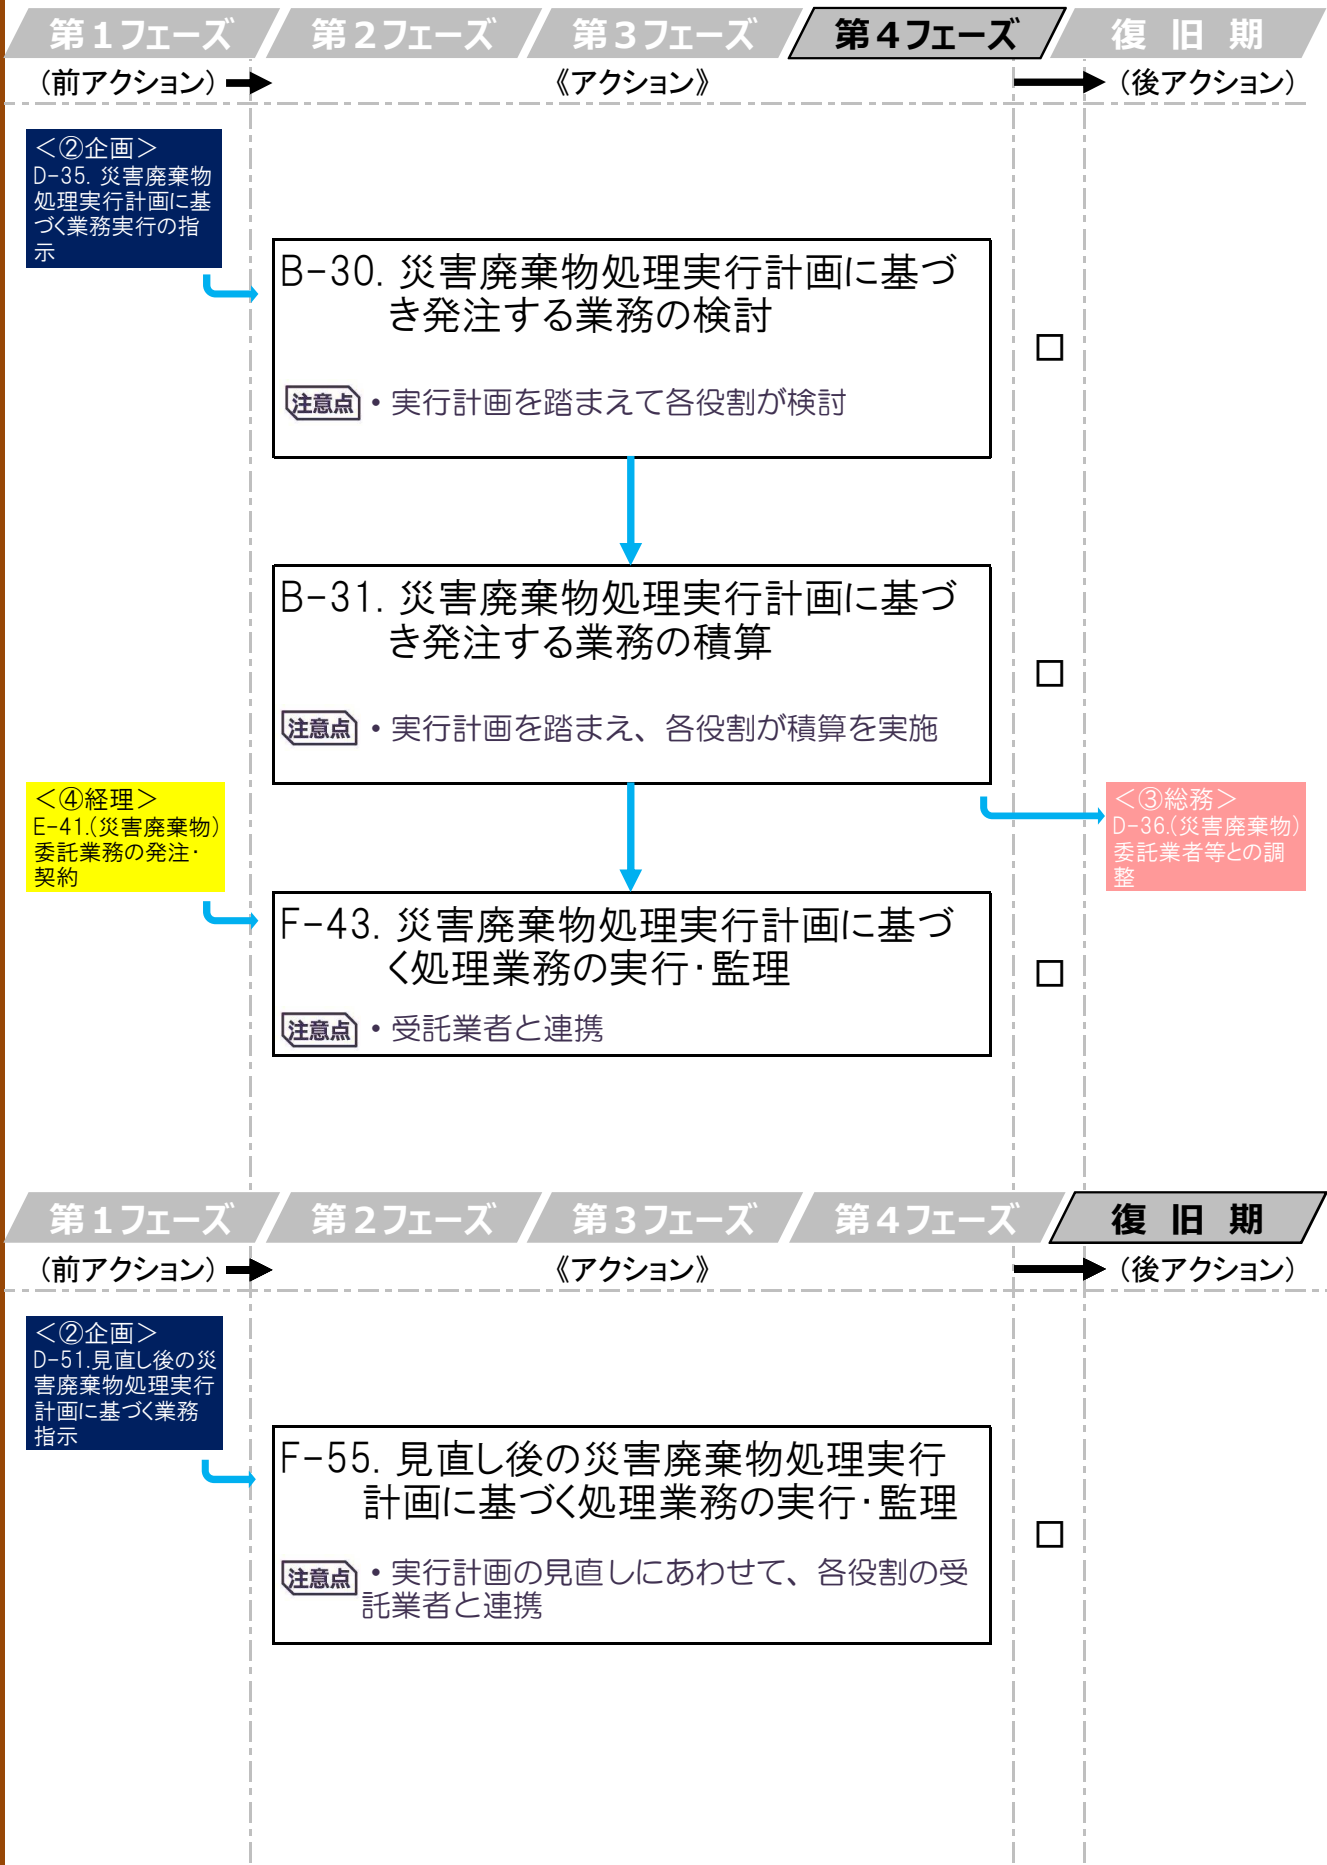 第1フェーズ 第2フェーズ 第3フェーズ 第4フェーズ 復 旧 期
（前アクション） 《アクション》 （後アクション）
＜②企画＞
D-35. 災害廃棄物
処理実行計画に基
づく業務実行の指
示
B-30. 災害廃棄物処理実行計画に基づ
き発注する業務の検討
注意点 ・実行計画を踏まえて各役割が検討
□
B-31. 災害廃棄物処理実行計画に基づ
き発注する業務の積算
注意点 ・実行計画を踏まえ、各役割が積算を実施
□
＜④経理＞
E-41.（災害廃棄物）
委託業務の発注・
契約
＜③総務＞
D-36.（災害廃棄物）
委託業者等との調
整
F-43. 災害廃棄物処理実行計画に基づ
く処理業務の実行・監理
注意点 ・受託業者と連携
□
第1フェーズ 第2フェーズ 第3フェーズ 第4フェーズ 復 旧 期
（前アクション） 《アクション》 （後アクション）
＜②企画＞
D-51.見直し後の災
害廃棄物処理実行
計画に基づく業務
指示
F-55. 見直し後の災害廃棄物処理実行
計画に基づく処理業務の実行・監理
注意点 ・実行計画の見直しにあわせて、各役割の受
託業者と連携
□